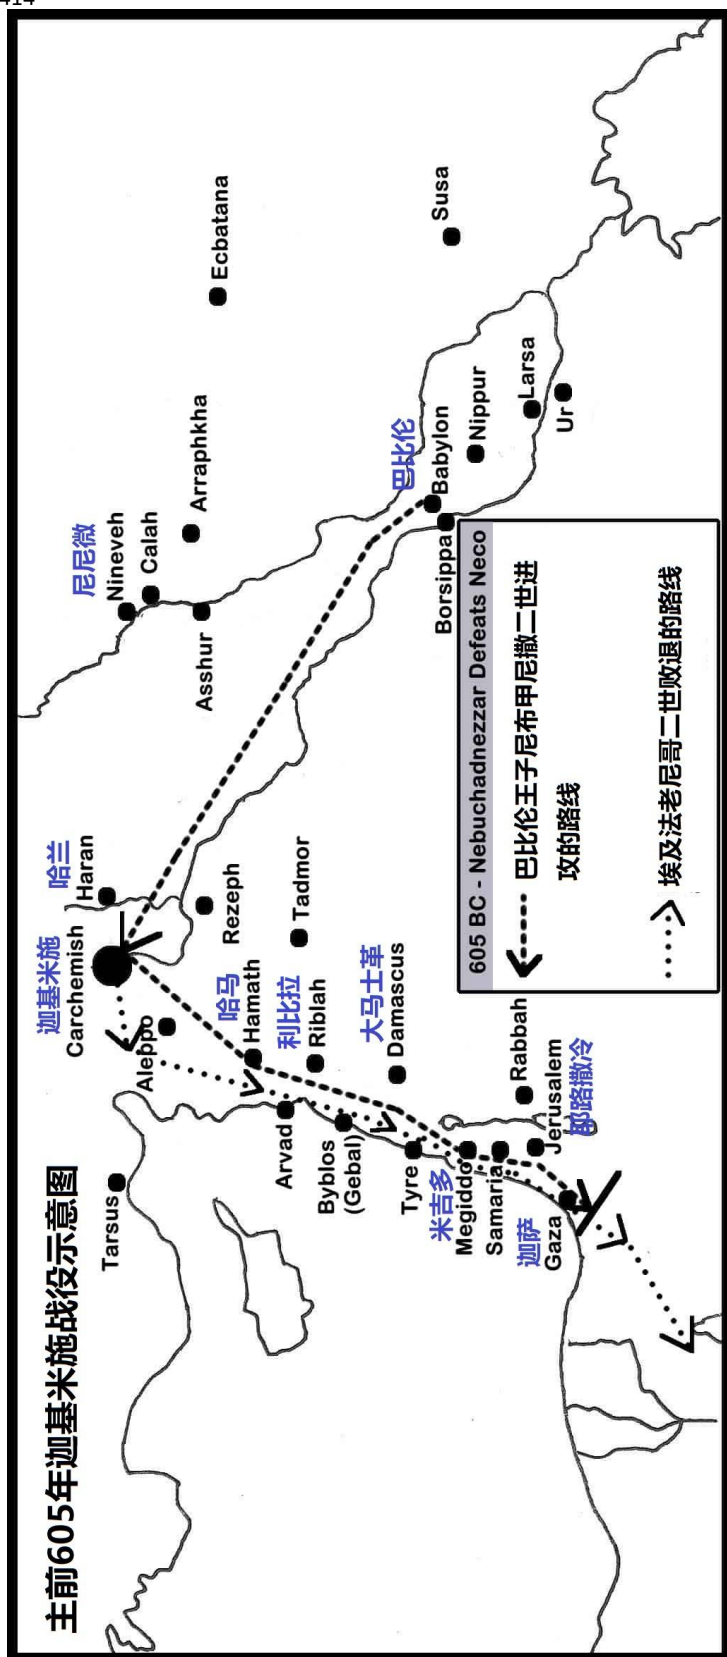 主前605年迦基米施战役示意图
Tarsus
迦基米施
Carchemish
哈兰
Haran
尼尼微
Nineveh
Calah
Arraphkha
Ecbatana
Asshur
Aleppo
Rezeph
哈马
Hamath
Tadmor
利比拉
Riblah
Arvad
Byblos
(Gebal)
大马士革
Damascus
Tyre
米吉多
Megiddo
Samaria
Rabbah
Jerusalem
耶路撒冷
迦萨
Gaza
巴比伦
Babylon
Borsippa
Nippur
Susa
Larsa
Ur
605 BC - Nebuchadnezzar Defeats Neco
巴比伦王子尼布甲尼撒二世进
攻的路线
埃及法老尼哥二世败退的路线